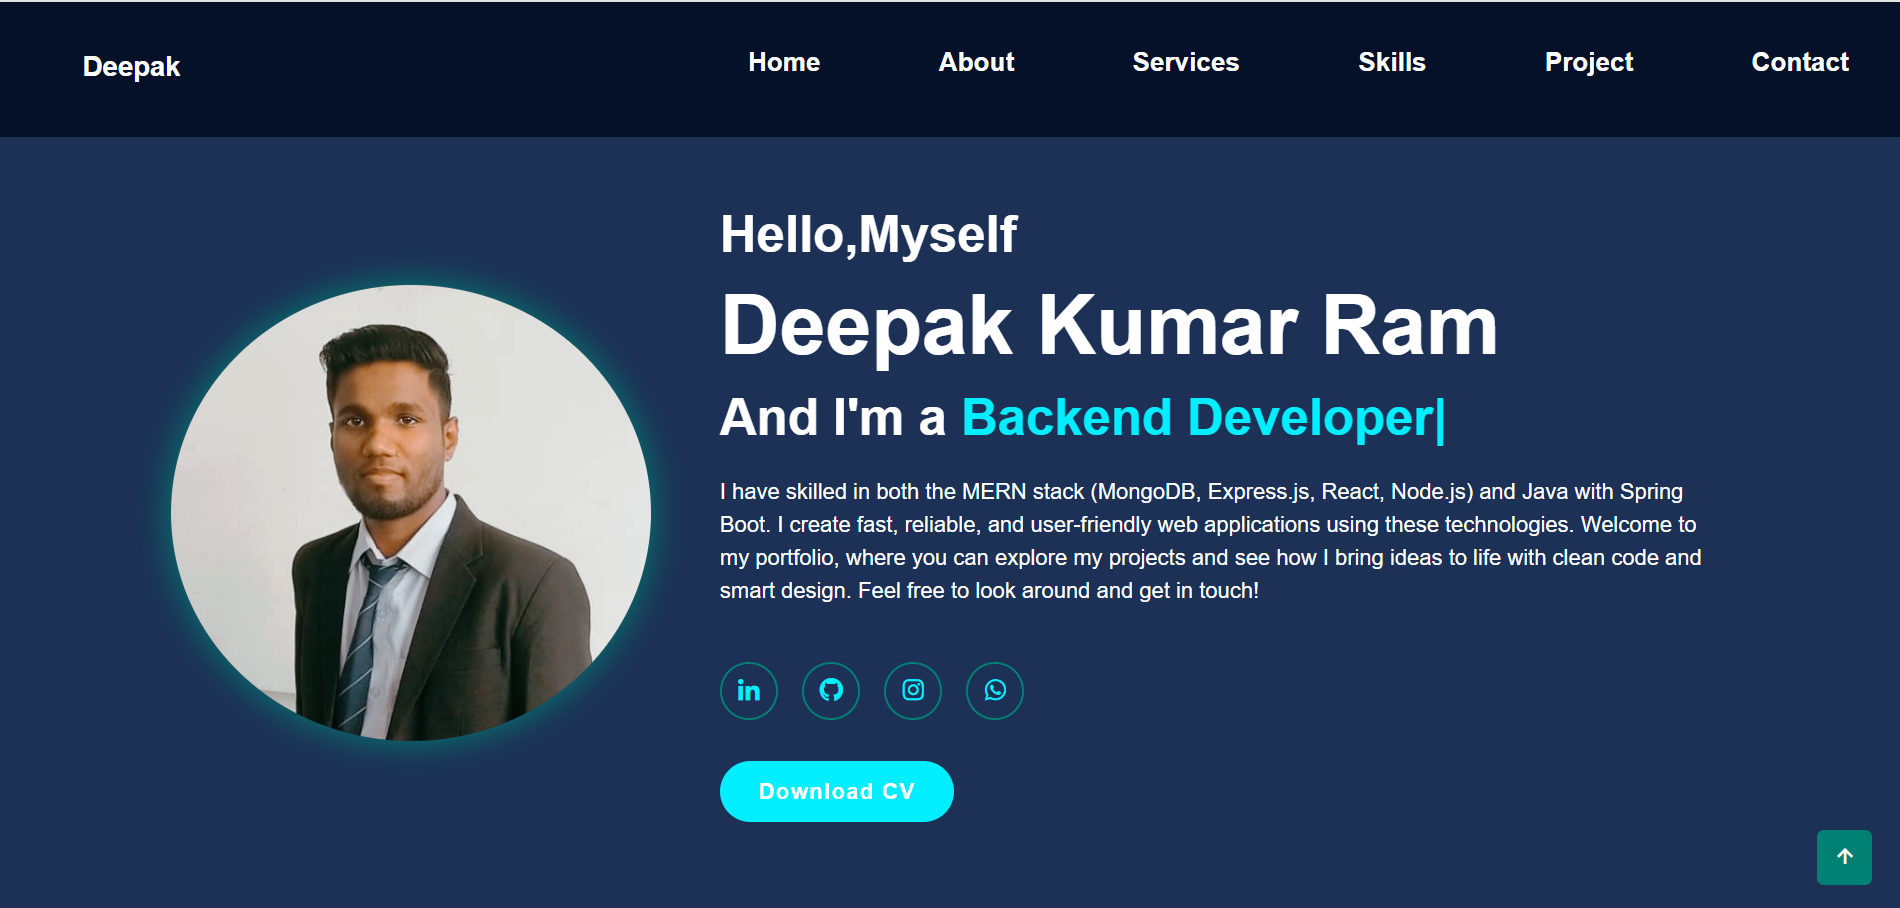 Deepak
Home
About
Services
Skills
Project
Contact
Hello,Myself
Deepak Kumar Ram
And I'm a Backend Developer|
I have skilled in both the MERN stack (MongoDB, Express.js, React, Node.js) and Java with Spring
Boot. I create fast, reliable, and user-friendly web applications using these technologies. Welcome to
my portfolio, where you can explore my projects and see how I bring ideas to life with clean code and
smart design. Feel free to look around and get in touch!
in
Download CV